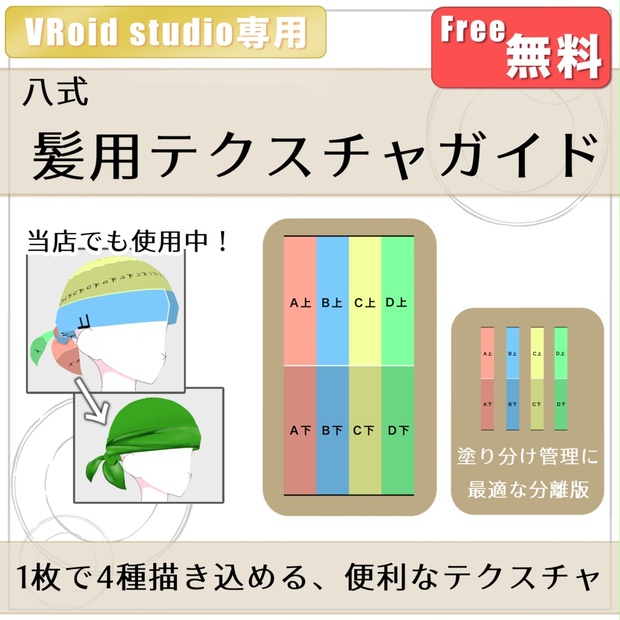 VRoid studio専用
Free
無料
八式
髪用テクスチャガイド
当店でも使用中！
A上 B上 C上 D上
A下 B下 C下 D下
A上 B上 C上 D上
A下 B下 C下 D下
塗り分け管理に
最適な分離版
1枚で4種描き込める、便利なテクスチャ